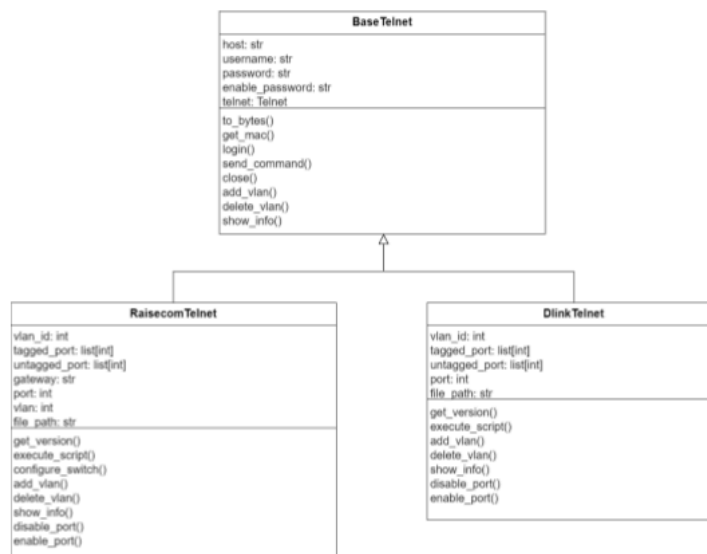 BaseTelnet
host: str
username: str
password: str
enable_password: str
telnet: Telnet
to_bytes()
get_mac()
login()
send_command()
close()
add_vlan()
delete_vlan()
show_info()
RaisecomTelnet
vlan_id: int
tagged_port: list[int]
untagged_port: list[int]
gateway: str
port: int
vlan: int
file_path: str
get_version()
execute_script()
configure_switch()
add_vlan()
delete_vlan()
show_info()
disable_port()
enable_port()
DlinkTelnet
vlan_id: int
tagged_port: list[int]
untagged_port: list[int]
port: int
file_path: str
get_version()
execute_script()
add_vlan()
delete_vlan()
show_info()
disable_port()
enable_port()